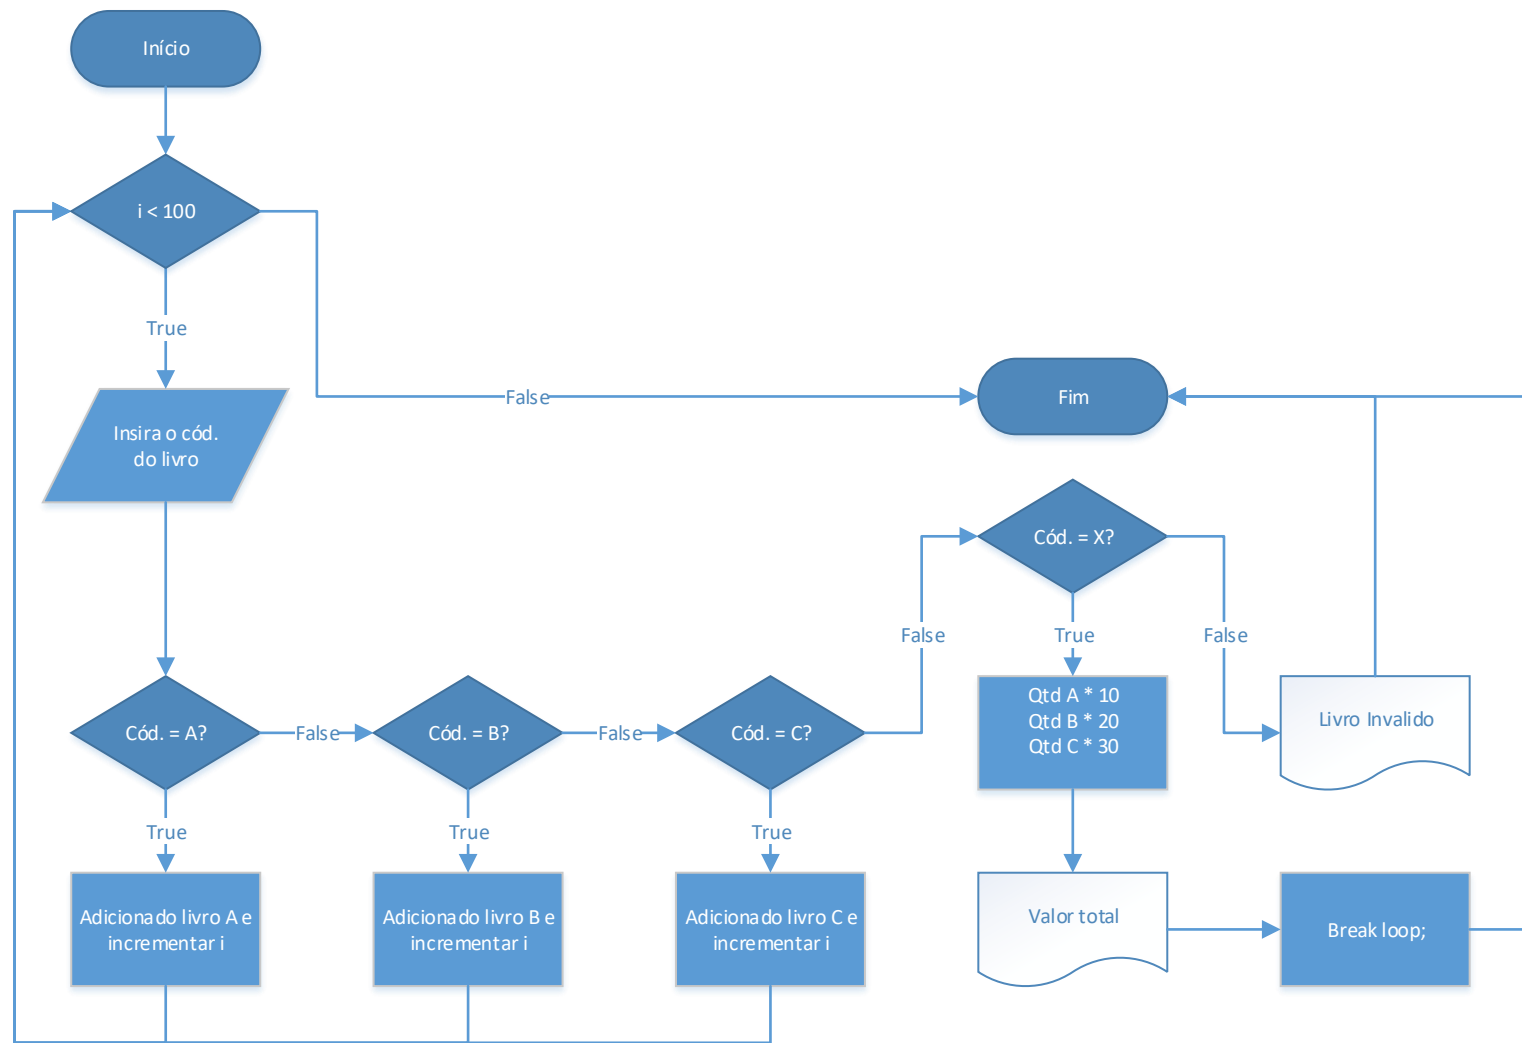 Início
i < 100
True
False
Fim
Insira o cód.
do livro
Cód. = X?
False
True
False
Cód. = A?
False
Cód. = B?
False
Cód. = C?
Qtd A * 10
Qtd B * 20
Qtd C * 30
Livro Invalido
True
True
True
Adicionado livro A e
incrementar i
Adicionado livro B e
incrementar i
Adicionado livro C e
incrementar i
Valor total
Break loop;